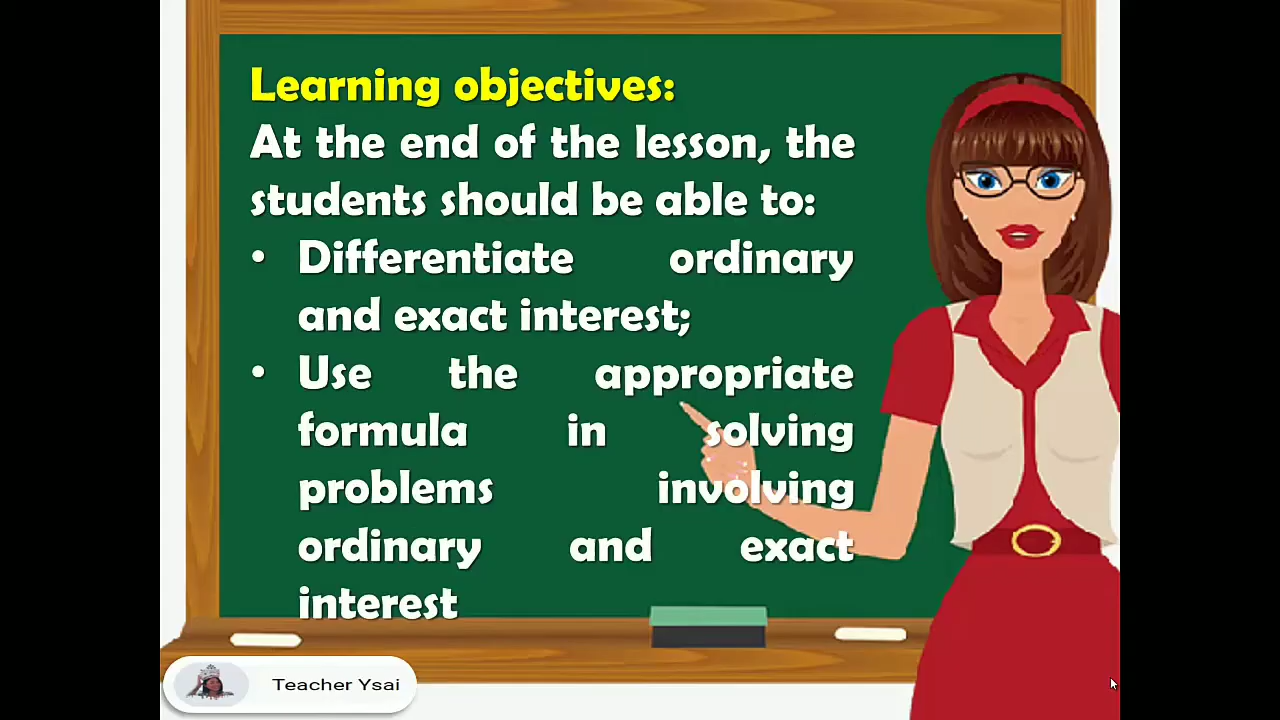 Learning objectives:
At the end of the lesson, the
students should be able to:
• Differentiate ordinary
and exact interest;
• Use the appropriate
formula in solving
problems involving
ordinary and exact
interest
Teacher Ysai